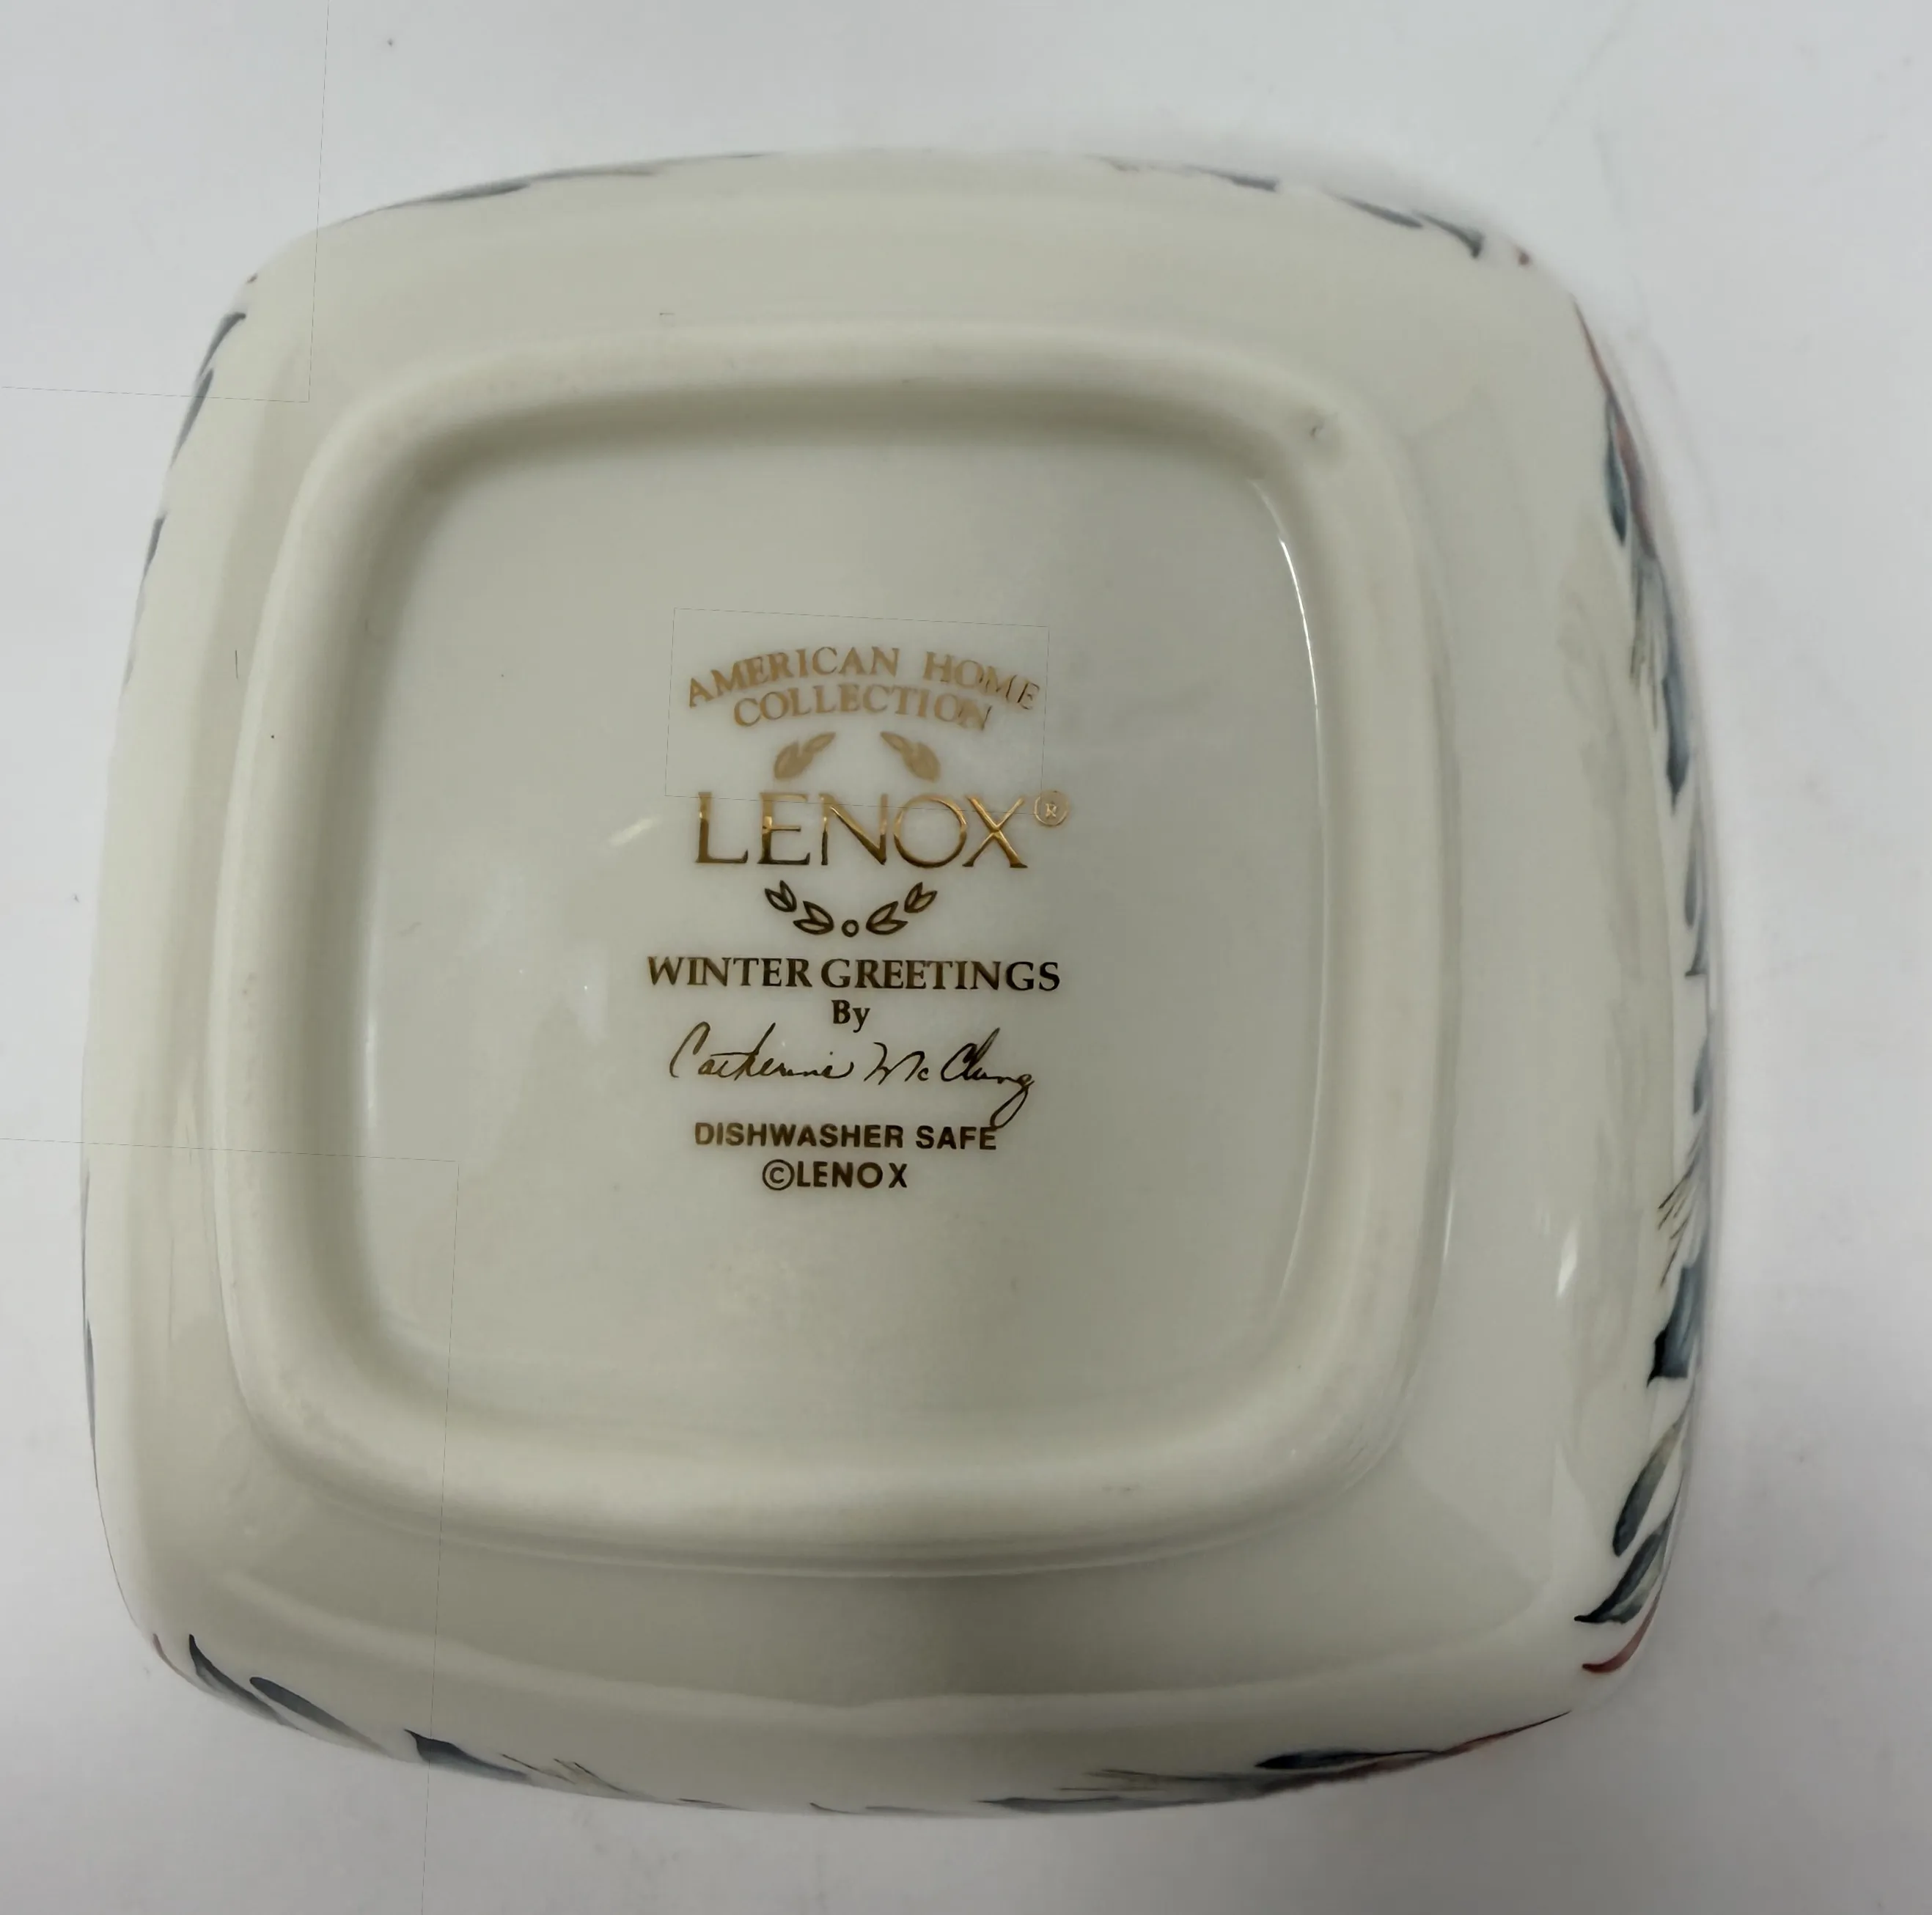 AMERICAN HOME
COLLECTION
LENOX®
WINTER GREETINGS
By
Catherine McClung
DISHWASHER SAFE
©LENOX